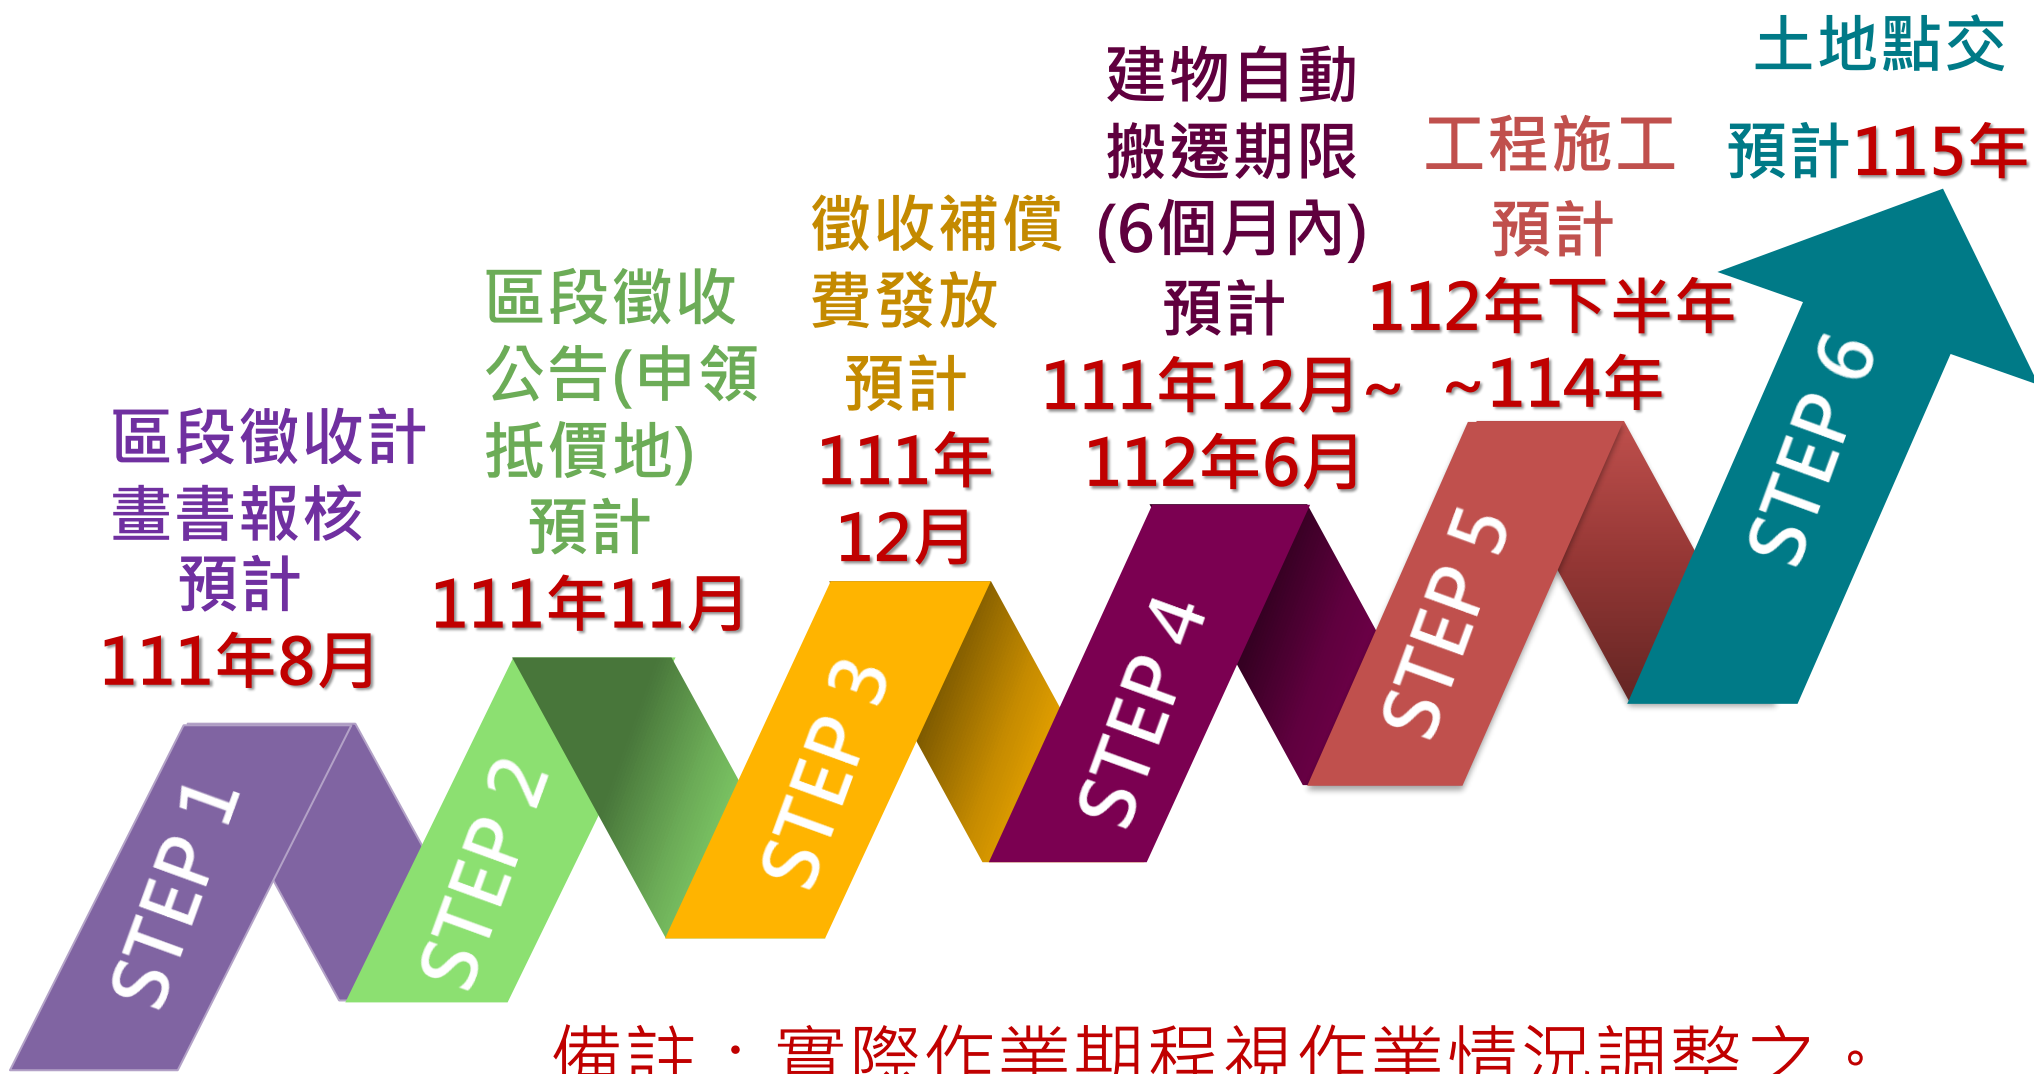 區段徵收計
畫書報核
預計
111年8月
STEP 1
區段徵收
公告(申領
抵價地)
預計
111年11月
STEP 2
徵收補償
費發放
預計
111年
12月
STEP 3
建物自動
搬遷期限
(6個月內)
預計
111年12月~
112年6月
STEP 4
工程施工
預計
112年下半年
~114年
STEP 5
土地點交
預計115年
STEP 6
備註：實際作業期程視作業情況調整之。